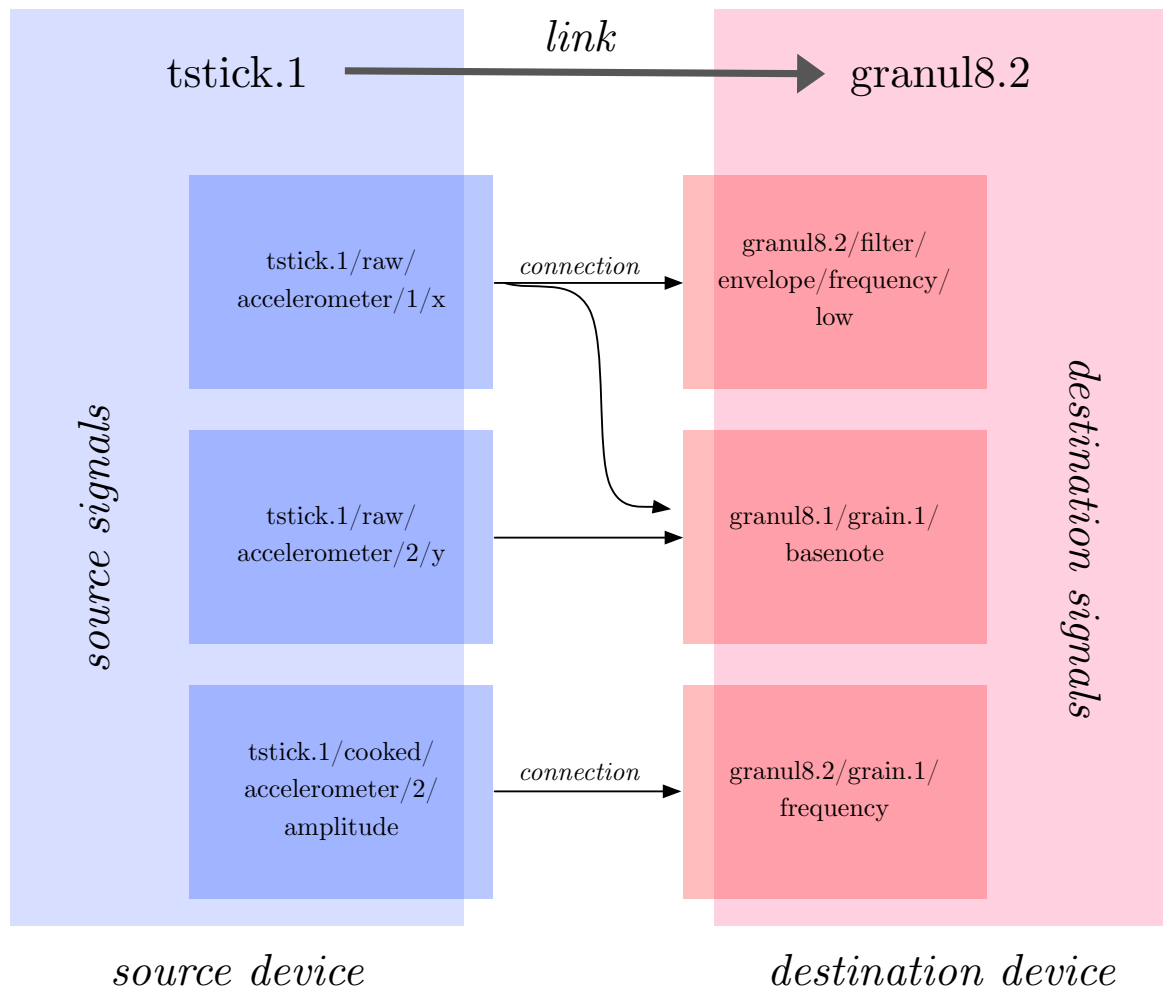 link
tstick.1
granul8.2
tstick.1/raw/
accelerometer/1/x
connection
granul8.2/filter/
envelope/frequency/
low
source signals
tstick.1/raw/
accelerometer/2/y
granul8.1/grain.1/
basenote
destination signals
tstick.1/cooked/
accelerometer/2/
amplitude
connection
granul8.2/grain.1/
frequency
source device
destination device